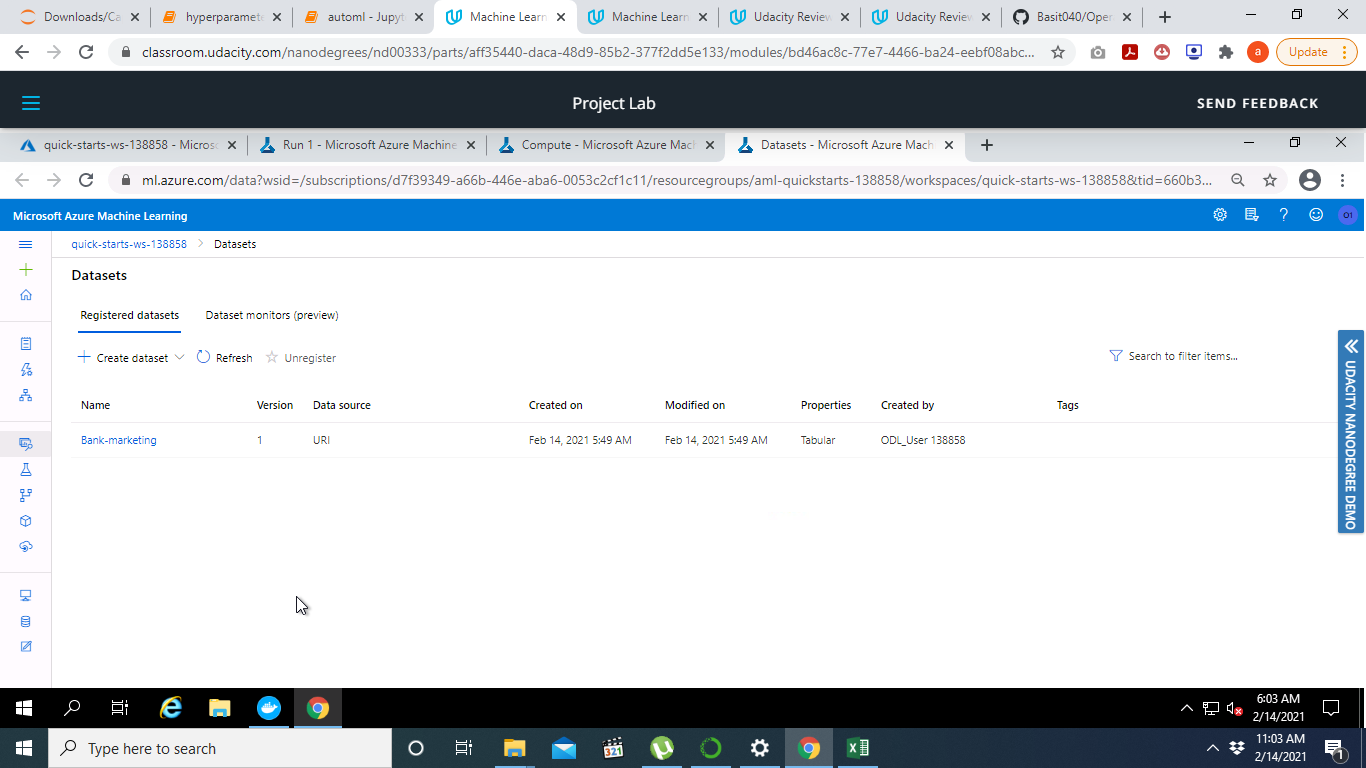 Downloads/Ca
hyperparamete
automl - Jupyt
Machine Learn
Machine Learn
Udacity Review
Udacity Review
Basit040/Oper
classroom.udacity.com/nanodegrees/nd00333/parts/aff35440-daca-48d9-85b2-377f2dd5e133/modules/bd46ac8c-77e7-4466-ba24-eebf08abc...
a
Update
Project Lab
SEND FEEDBACK
quick-starts-ws-138858 - Micros
Run 1 - Microsoft Azure Machine
Compute - Microsoft Azure Mac
Datasets - Microsoft Azure Mach
ml.azure.com/data?wsid=/subscriptions/d7f39349-a66b-446e-aba6-0053c2cf1c11/resourcegroups/aml-quickstarts-138858/workspaces/quick-starts-ws-138858&tid=660b3...
Microsoft Azure Machine Learning
O1
quick-starts-ws-138858 > Datasets
Datasets
Registered datasets
Dataset monitors (preview)
Create dataset
Refresh
Unregister
Search to filter items...
Name Version Data source Created on Modified on Properties Created by Tags
Bank-marketing 1 URI Feb 14, 2021 5:49 AM Feb 14, 2021 5:49 AM Tabular ODL_User 138858
UDACITY NANODEGREE DEMO
6:03 AM
2/14/2021
Type here to search
321
11:03 AM
2/14/2021
1